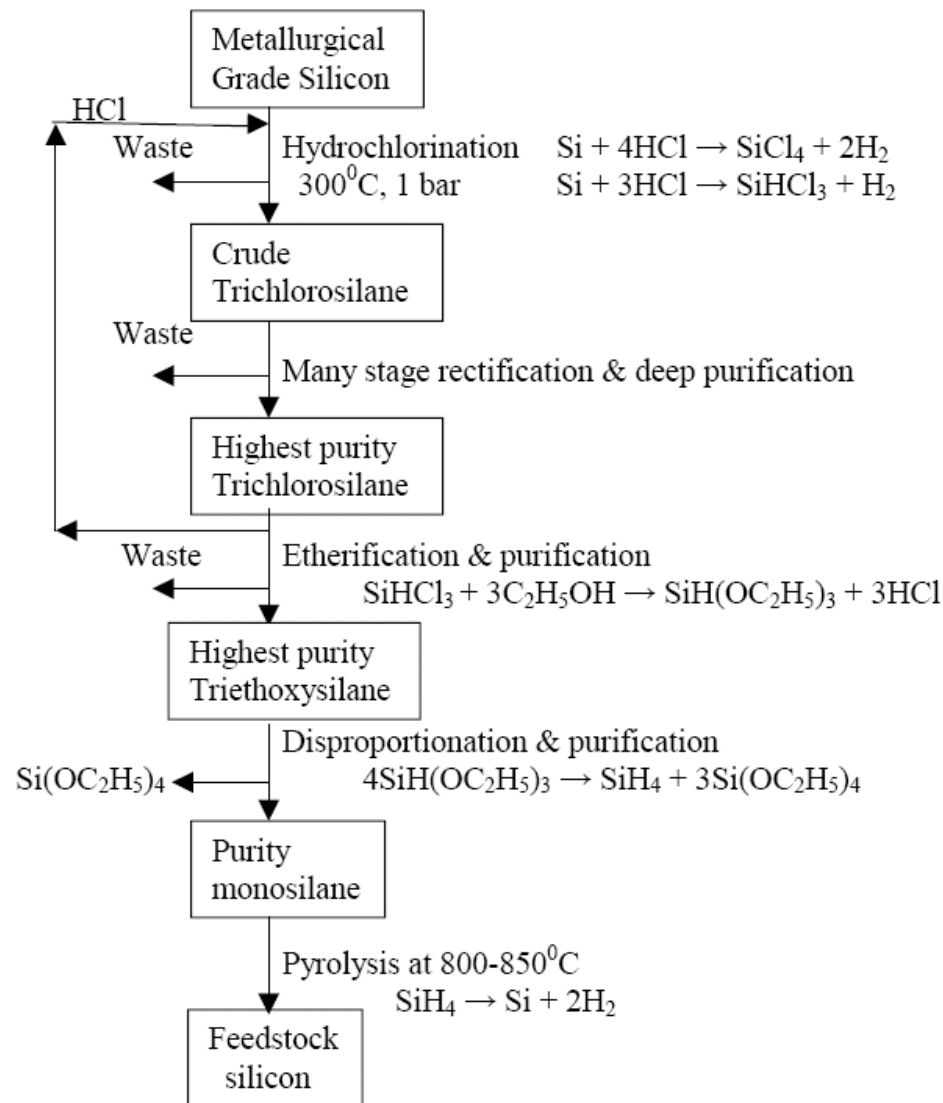 Metallurgical
Grade Silicon
HCl
Waste
Hydrochlorination
300⁰C, 1 bar
Si + 4HCl → SiCl₄ + 2H₂
Si + 3HCl → SiHCl₃ + H₂
Crude
Trichlorosilane
Waste
Many stage rectification & deep purification
Highest purity
Trichlorosilane
Waste
Etherification & purification
SiHCl₃ + 3C₂H₅OH → SiH(OC₂H₅)₃ + 3HCl
Highest purity
Triethoxysilane
Disproportionation & purification
Si(OC₂H₅)₄
4SiH(OC₂H₅)₃ → SiH₄ + 3Si(OC₂H₅)₄
Purity
monosilane
Pyrolysis at 800-850⁰C
SiH₄ → Si + 2H₂
Feedstock
silicon